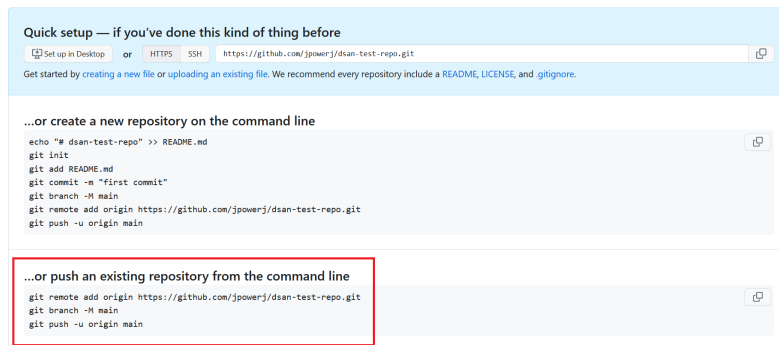 Quick setup — if you’ve done this kind of thing before
Set up in Desktop or HTTPS SSH https://github.com/jpowerj/dsan-test-repo.git
Get started by creating a new file or uploading an existing file. We recommend every repository include a README, LICENSE, and .gitignore.
…or create a new repository on the command line
echo "# dsan-test-repo" >> README.md
git init
git add README.md
git commit -m "first commit"
git branch -M main
git remote add origin https://github.com/jpowerj/dsan-test-repo.git
git push -u origin main
…or push an existing repository from the command line
git remote add origin https://github.com/jpowerj/dsan-test-repo.git
git branch -M main
git push -u origin main